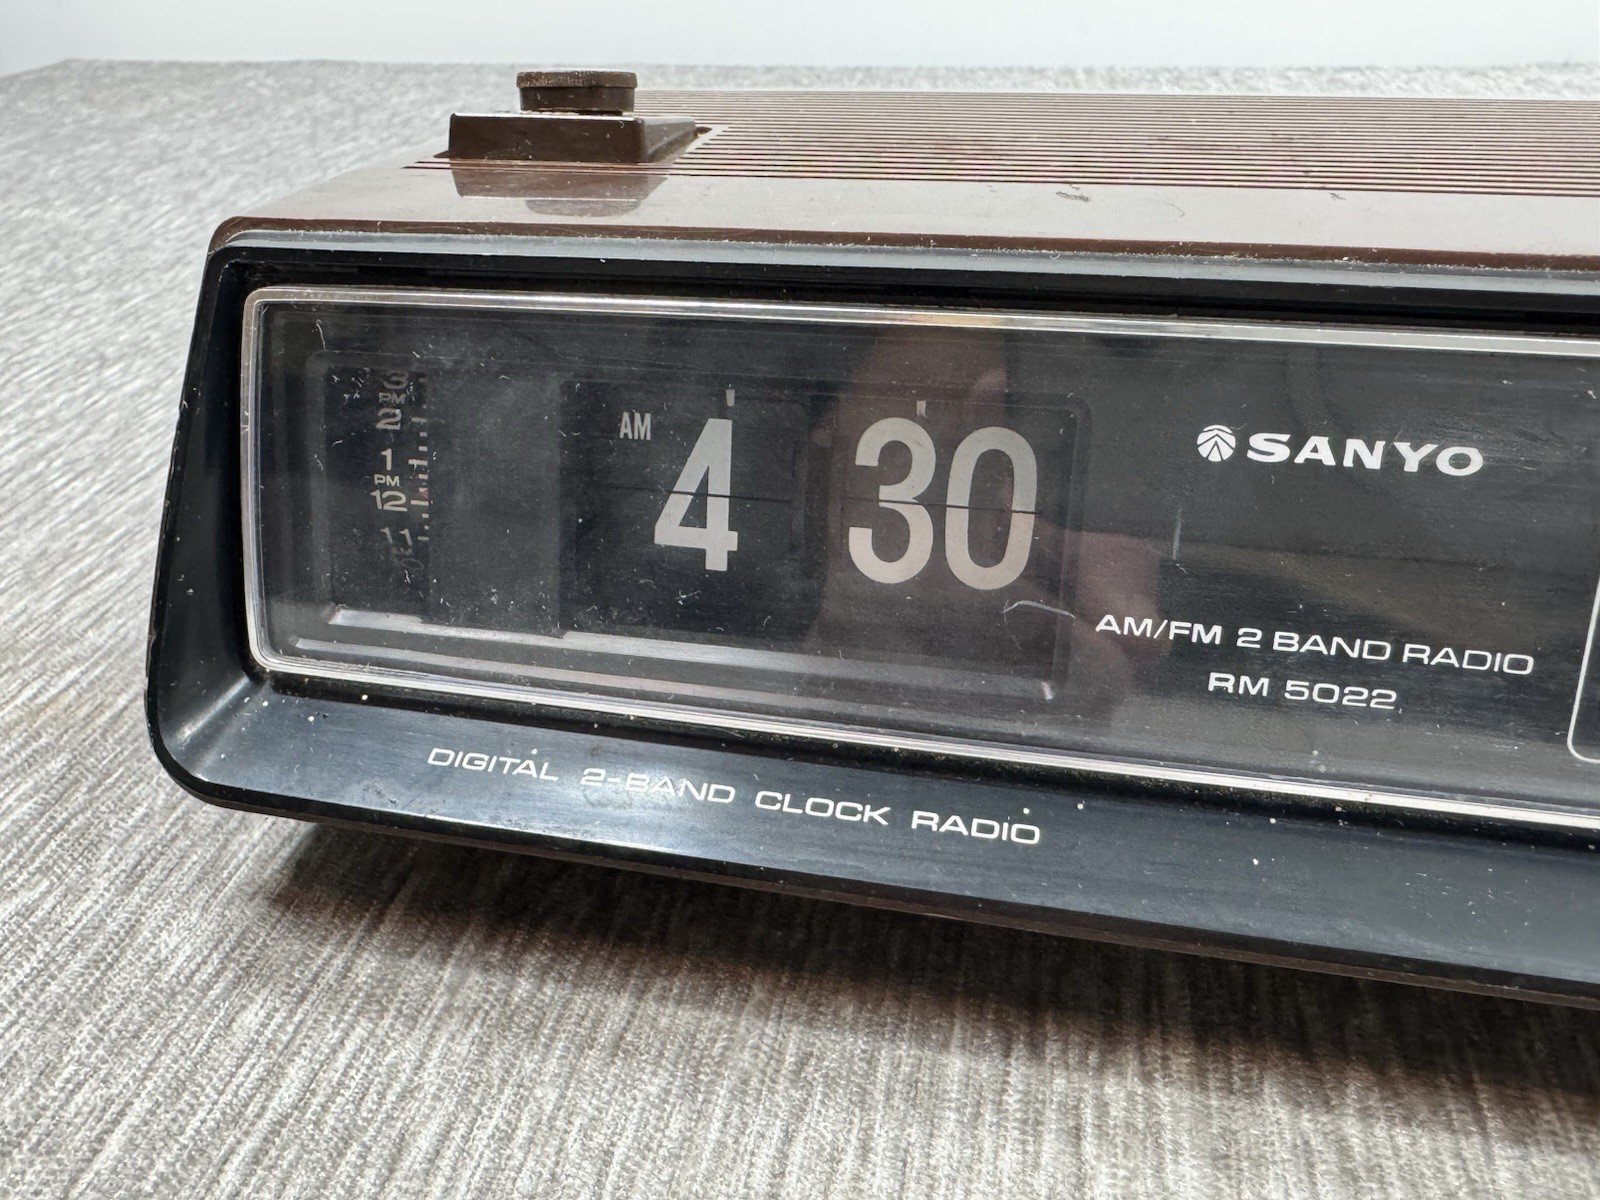 3
PM
2
1
PM
12
11
AM
4 30
SANYO
AM/FM 2 BAND RADIO
RM 5022
DIGITAL 2-BAND CLOCK RADIO